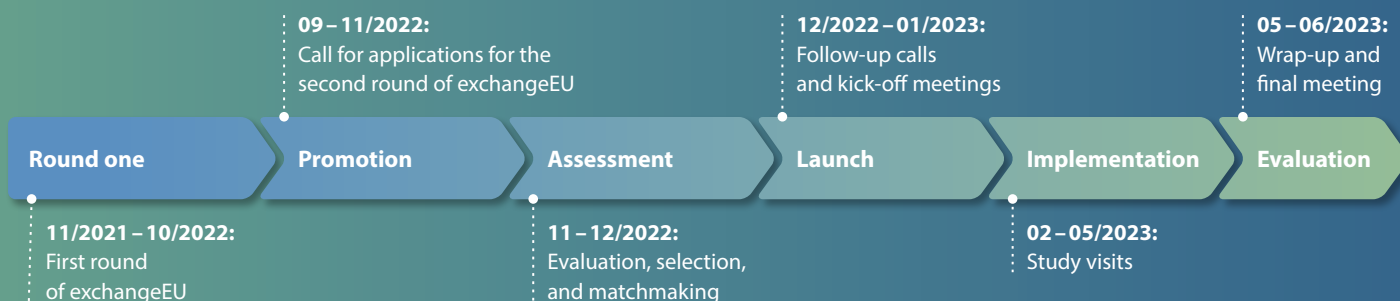 09 – 11/2022:
Call for applications for the
second round of exchangeEU
12/2022 – 01/2023:
Follow-up calls
and kick-off meetings
05 – 06/2023:
Wrap-up and
final meeting
Round one
Promotion
Assessment
Launch
Implementation
Evaluation
11/2021 – 10/2022:
First round
of exchangeEU
11 – 12/2022:
Evaluation, selection,
and matchmaking
02 – 05/2023:
Study visits